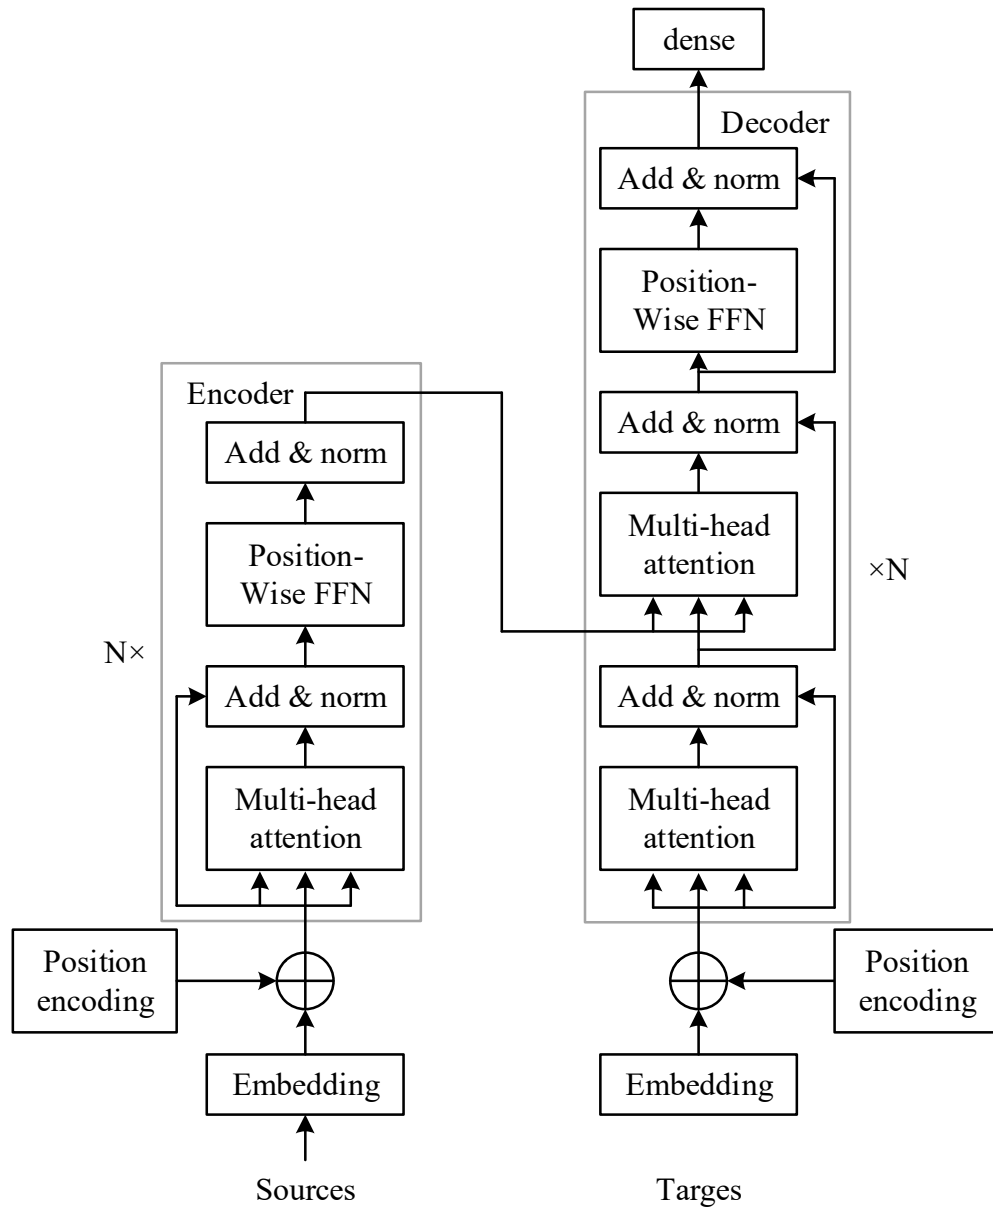 dense
Decoder
Add & norm
Position-
Wise FFN
Add & norm
Multi-head
attention
×N
Add & norm
Multi-head
attention
Encoder
Add & norm
Position-
Wise FFN
N×
Add & norm
Multi-head
attention
Position
encoding
Position
encoding
Embedding
Embedding
Sources
Targes